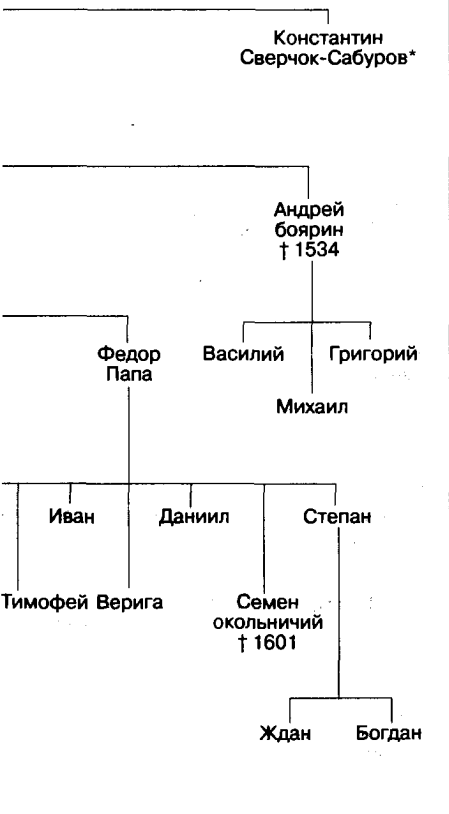 Константин
Сверчок-Сабуров*
Андрей
боярин
† 1534
Федор
Папа
Василий
Григорий
Михаил
Иван
Даниил
Степан
Тимофей
Верига
Семен
окольничий
† 1601
Ждан
Богдан